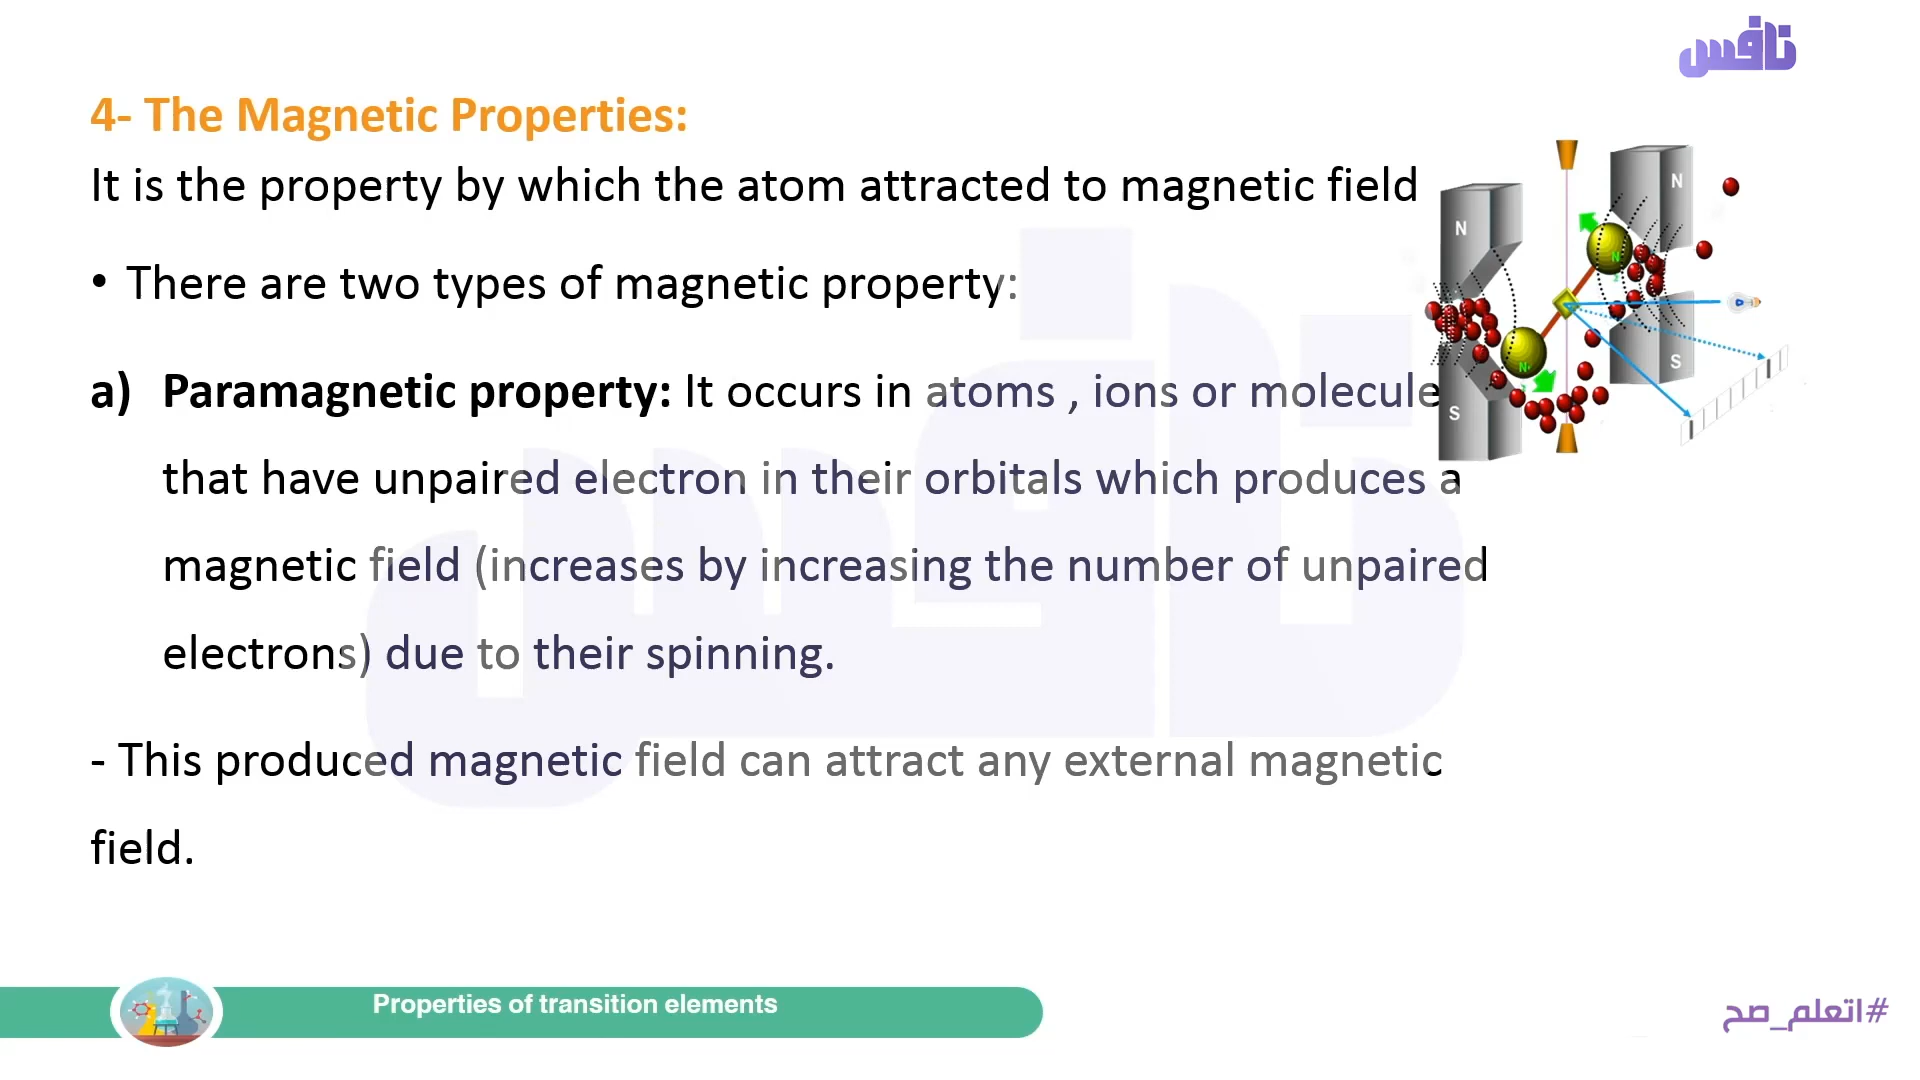 نافس
4- The Magnetic Properties:
It is the property by which the atom attracted to magnetic field
• There are two types of magnetic property:
a) Paramagnetic property: It occurs in atoms , ions or molecule
that have unpaired electron in their orbitals which produces a
magnetic field (increases by increasing the number of unpaired
electrons) due to their spinning.
- This produced magnetic field can attract any external magnetic
field.
N
N
S
S
Properties of transition elements
#اتعلم_صح